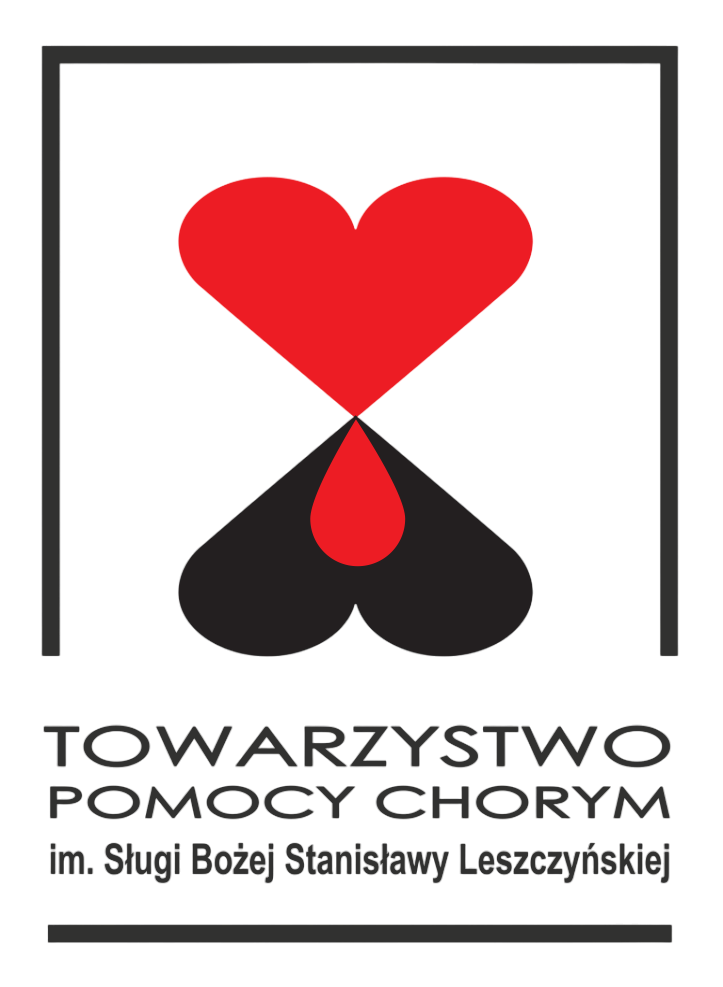 TOWARZYSTWO
POMOCY CHORYM
im. Sługi Bożej Stanisławy Leszczyńskiej